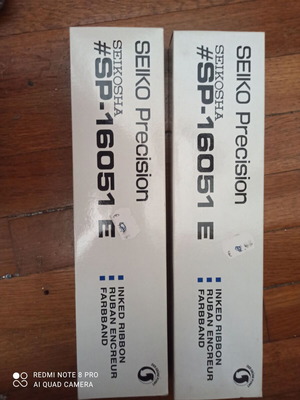 SEIKO Precision
SEIKOSHA
#SP-16051 E
INKED RIBBON
RUBAN ENCREUR
FARBBAND
SEIKO Precision
SEIKOSHA
#SP-16051 E
INKED RIBBON
RUBAN ENCREUR
FARBBAND
REDMI NOTE 8 PRO
AI QUAD CAMERA